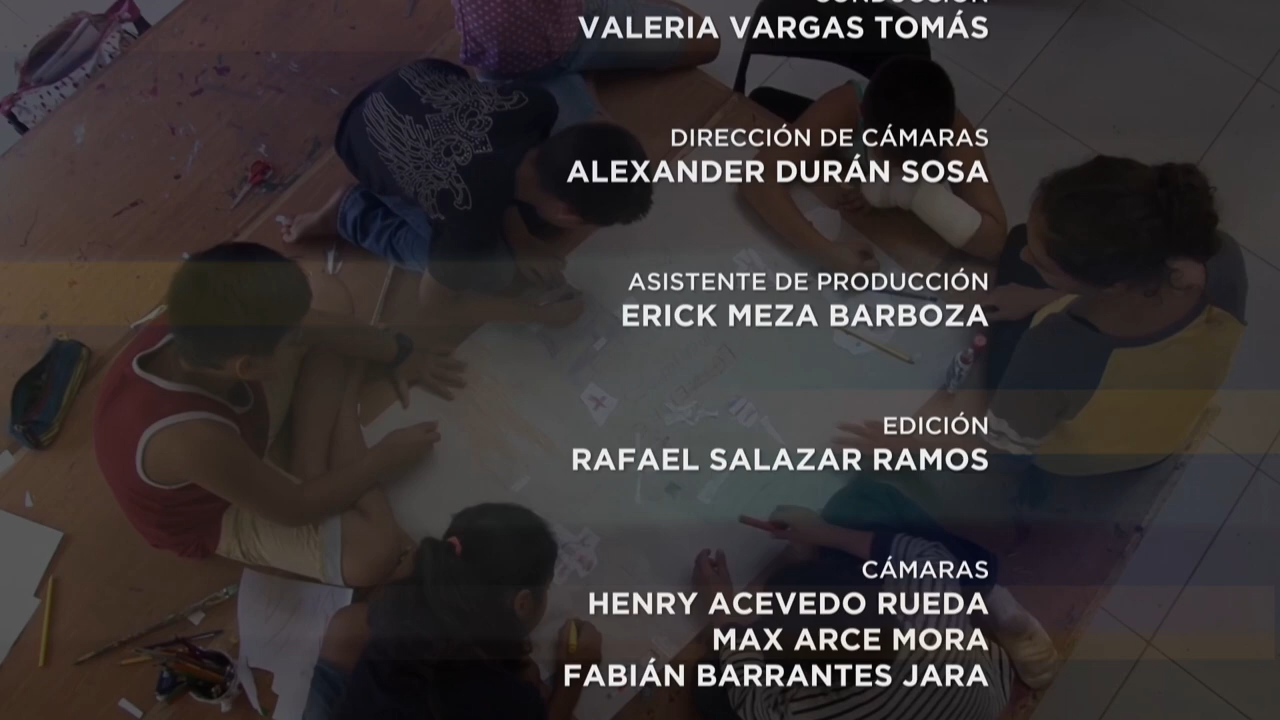 CONDUCCIÓN
VALERIA VARGAS TOMÁS
DIRECCIÓN DE CÁMARAS
ALEXANDER DURÁN SOSA
ASISTENTE DE PRODUCCIÓN
ERICK MEZA BARBOZA
EDICIÓN
RAFAEL SALAZAR RAMOS
CÁMARAS
HENRY ACEVEDO RUEDA
MAX ARCE MORA
FABIÁN BARRANTES JARA